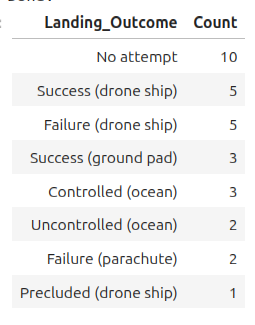 Landing_Outcome Count
No attempt 10
Success (drone ship) 5
Failure (drone ship) 5
Success (ground pad) 3
Controlled (ocean) 3
Uncontrolled (ocean) 2
Failure (parachute) 2
Precluded (drone ship) 1